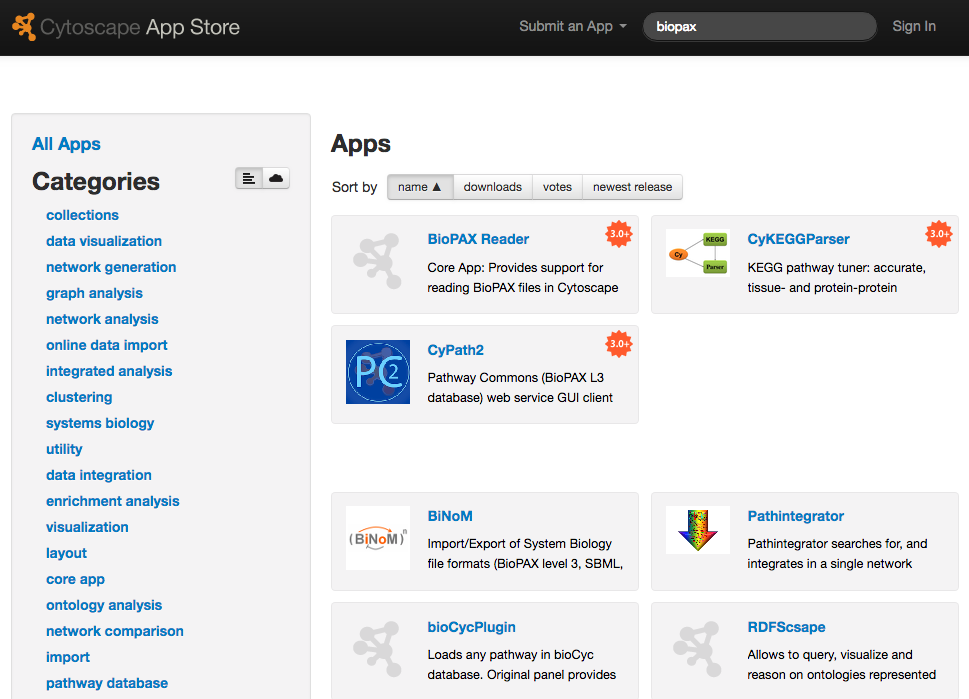 Cytoscape App Store
Submit an App
biopax
Sign In
All Apps
Categories
collections
data visualization
network generation
graph analysis
network analysis
online data import
integrated analysis
clustering
systems biology
utility
data integration
enrichment analysis
visualization
layout
core app
ontology analysis
network comparison
import
pathway database
Apps
Sort by name ▲ downloads votes newest release
BioPAX Reader
3.0+
Core App: Provides support for
reading BioPAX files in Cytoscape
KEGG
Cy
Parser
CyKEGGParser
3.0+
KEGG pathway tuner: accurate,
tissue- and protein-protein
PC2
CyPath2
3.0+
Pathway Commons (BioPAX L3
database) web service GUI client
(BiNoM)n
BiNoM
Import/Export of System Biology
file formats (BioPAX level 3, SBML,
Pathintegrator
Pathintegrator searches for, and
integrates in a single network
bioCycPlugin
Loads any pathway in bioCyc
database. Original panel provides
RDFScsape
Allows to query, visualize and
reason on ontologies represented